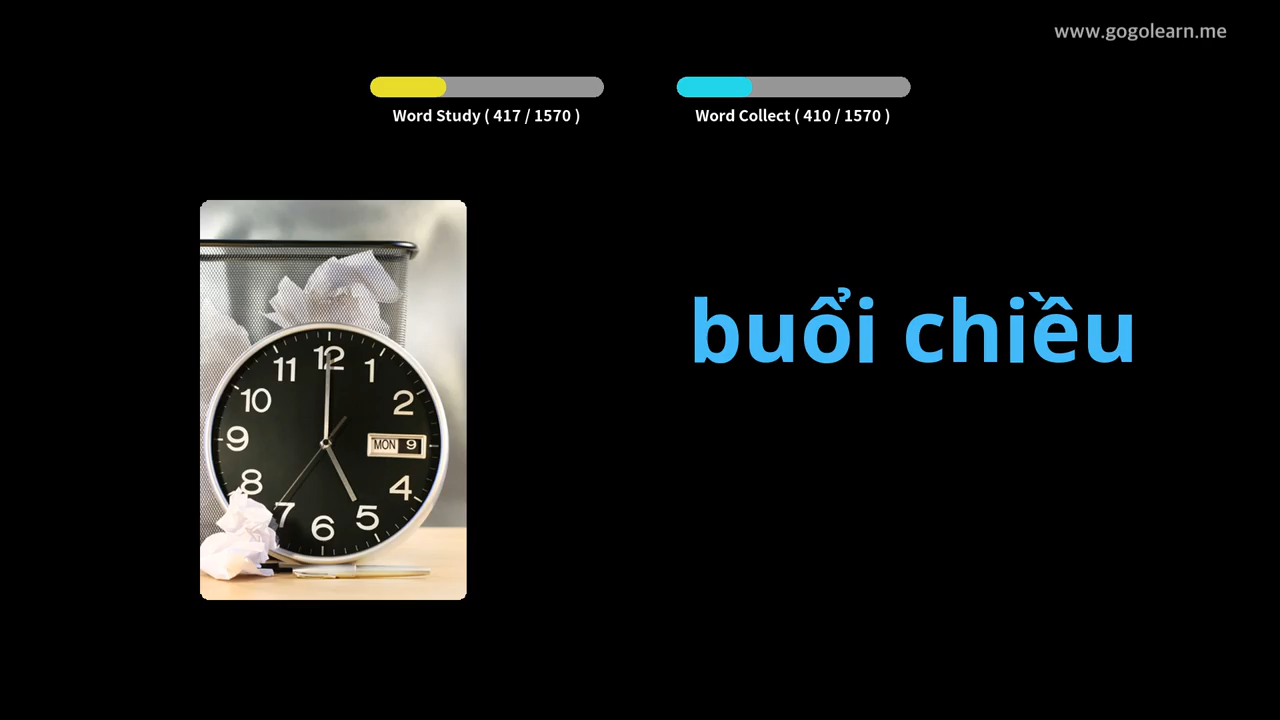 www.gogolearn.me
Word Study ( 417 / 1570 )
Word Collect ( 410 / 1570 )
buổi chiều
12
11
1
10
2
9
MON 9
8
4
7
5
6